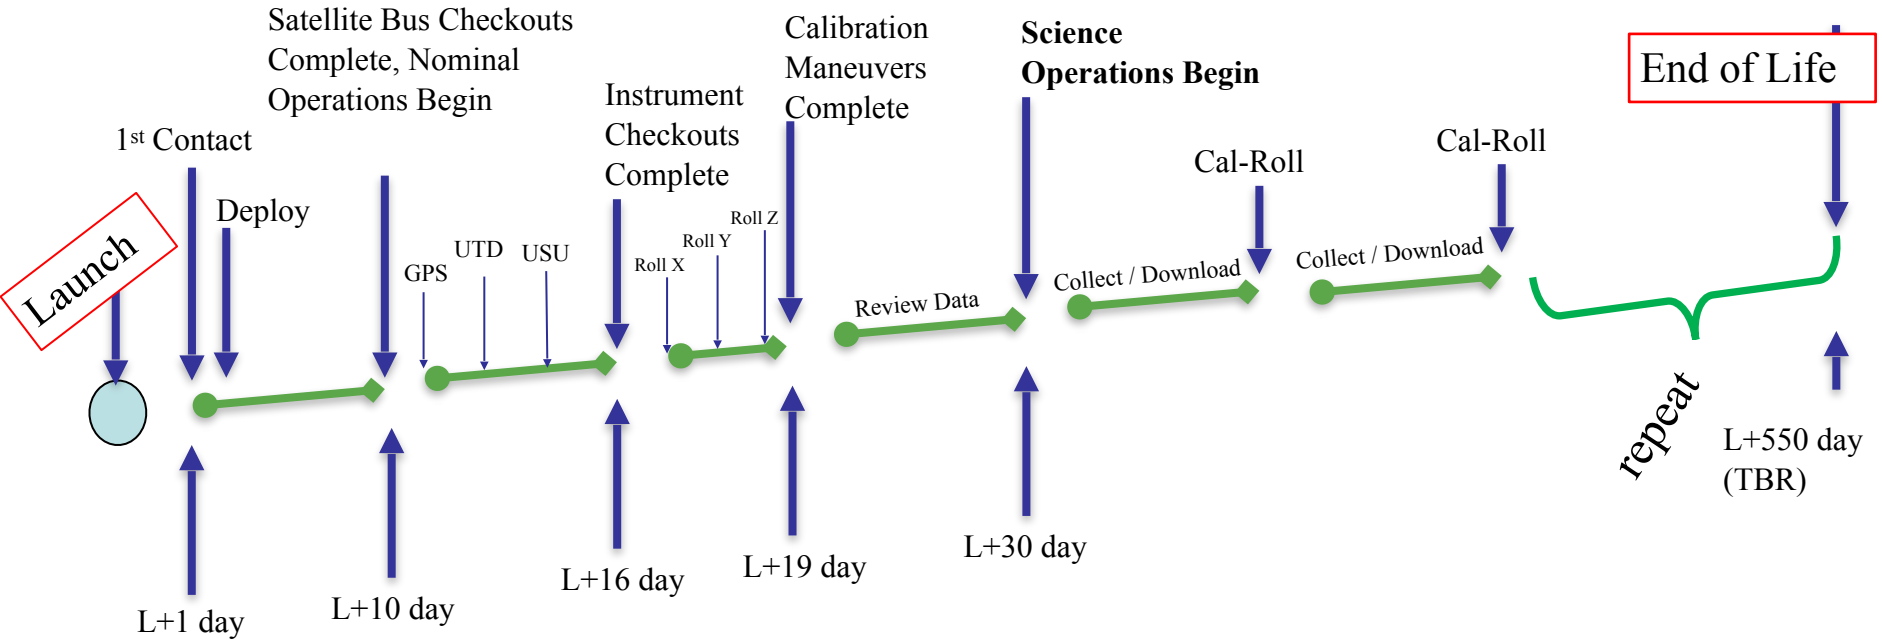 Satellite Bus Checkouts
Complete, Nominal
Operations Begin
Calibration
Maneuvers
Complete
Science
Operations Begin
End of Life
Instrument
Checkouts
Complete
1st Contact
Deploy
Launch
Cal-Roll
Cal-Roll
GPS
UTD
USU
Roll X
Roll Y
Roll Z
Review Data
Collect / Download
Collect / Download
repeat
L+1 day
L+10 day
L+16 day
L+19 day
L+30 day
L+550 day
(TBR)